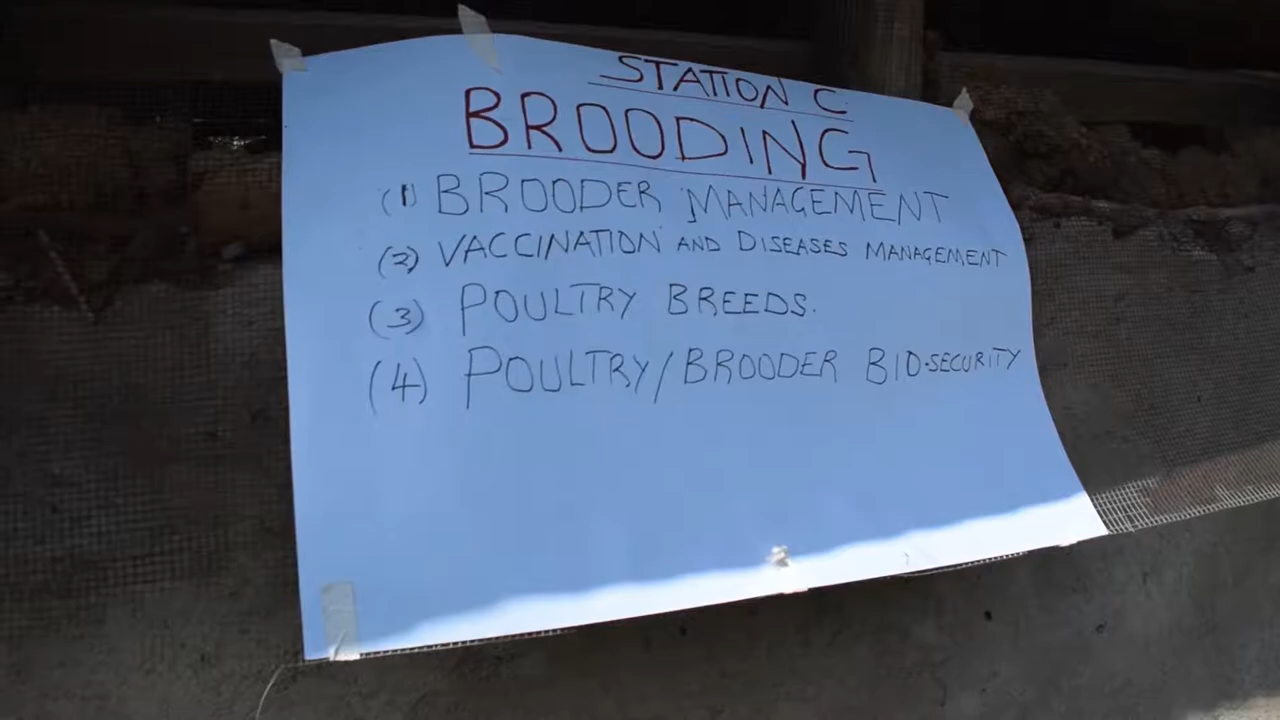 STATION C
BROODING
(1) BROODER MANAGEMENT
(2) VACCINATION AND DISEASES MANAGEMENT
(3) POULTRY BREEDS.
(4) POULTRY/BROODER BIO-SECURITY